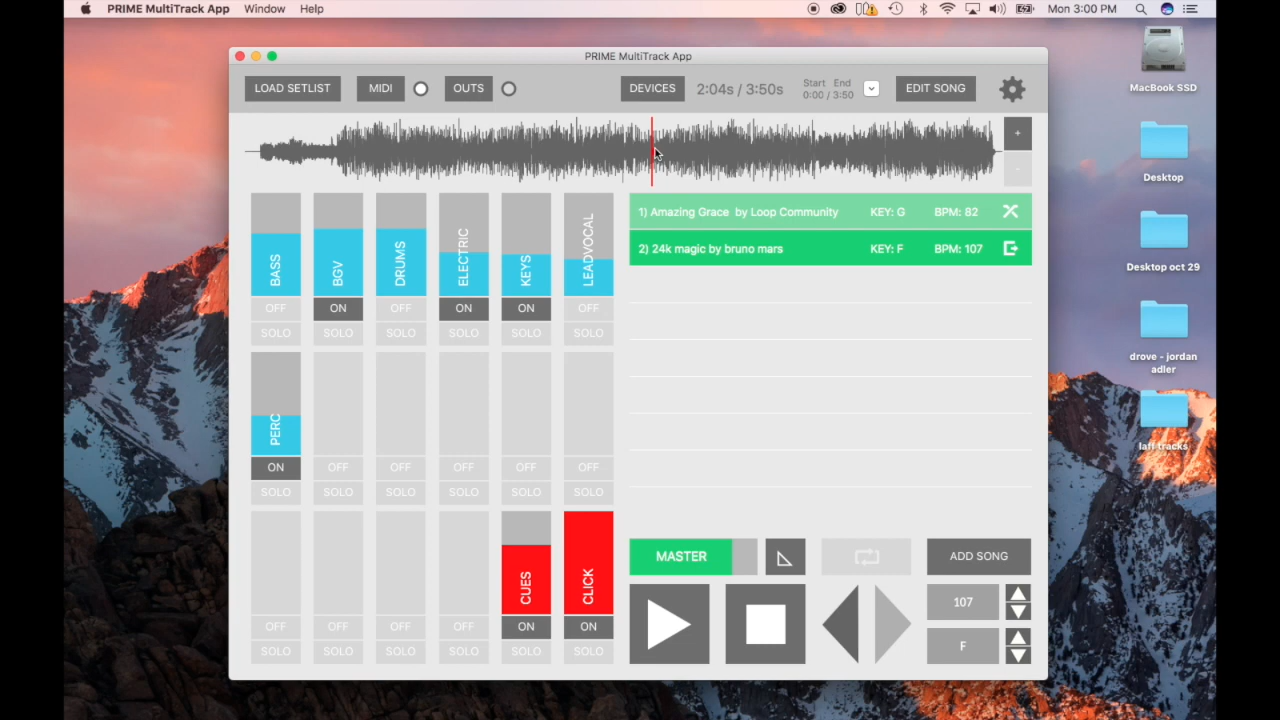 PRIME MultiTrack App Window Help Mon 3:00 PM
PRIME MultiTrack App
LOAD SETLIST MIDI OUTS DEVICES 2:04s / 3:50s Start End EDIT SONG
0:00 / 3:50
+
-
1) Amazing Grace by Loop Community KEY: G BPM: 82
2) 24k magic by bruno mars KEY: F BPM: 107
BASS BGV DRUMS ELECTRIC KEYS LEADVOCAL
OFF ON OFF ON ON OFF
SOLO SOLO SOLO SOLO SOLO SOLO
PERC
ON OFF OFF OFF OFF OFF
SOLO SOLO SOLO SOLO SOLO SOLO
CUES CLICK
OFF OFF OFF OFF ON ON
SOLO SOLO SOLO SOLO SOLO SOLO
MASTER ADD SONG
107
F
MacBook SSD
Desktop
Desktop oct 29
drove - jordan
adler
laff tracks